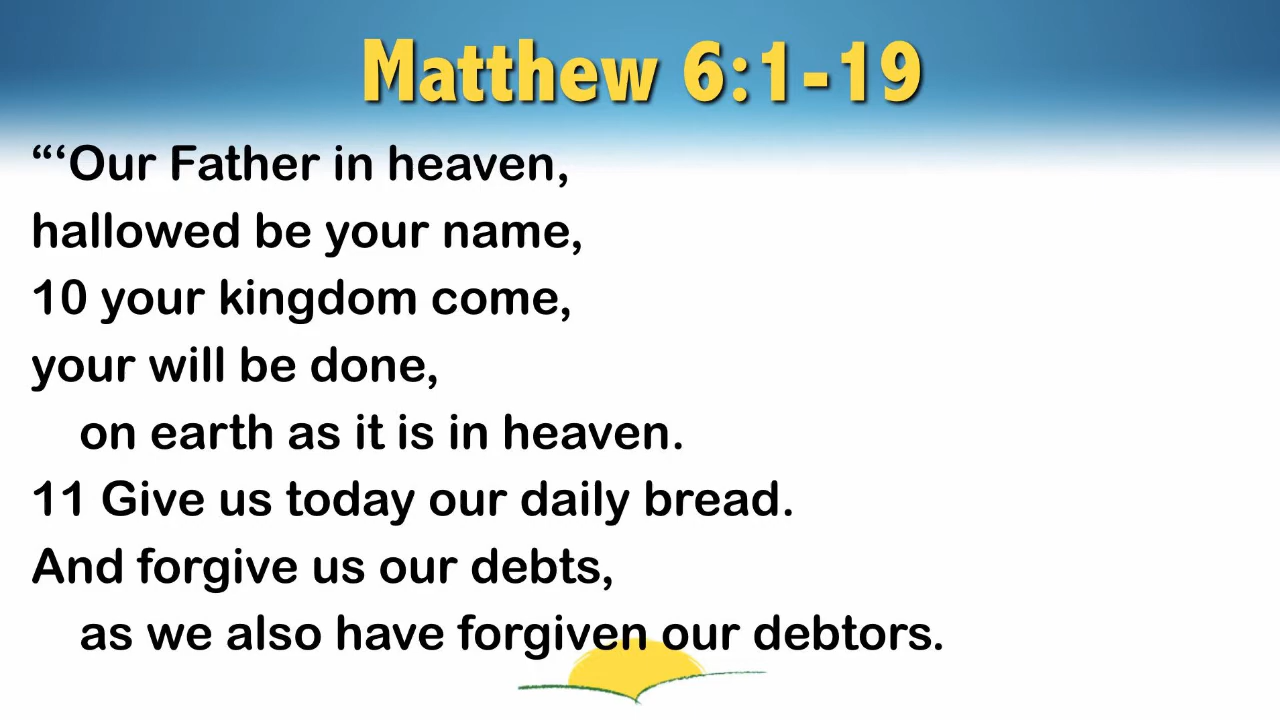 Matthew 6:1-19
“‘Our Father in heaven,
hallowed be your name,
10 your kingdom come,
your will be done,
on earth as it is in heaven.
11 Give us today our daily bread.
And forgive us our debts,
as we also have forgiven our debtors.